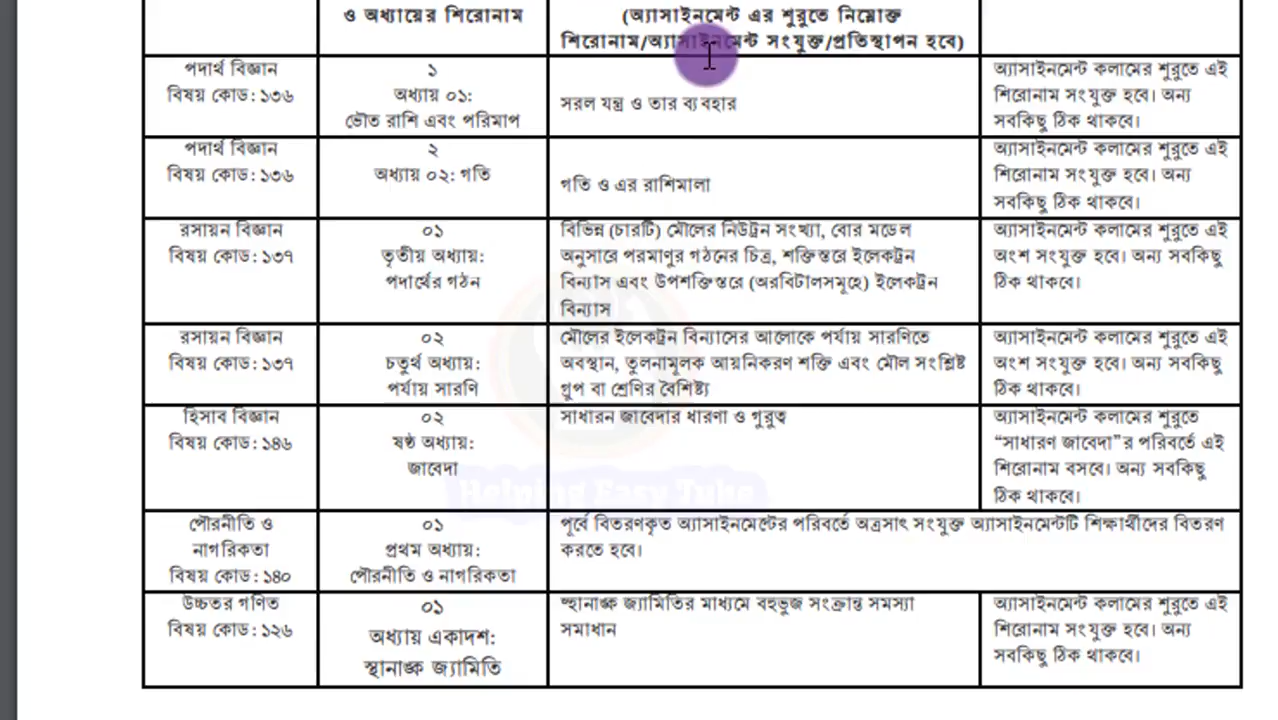 ও অধ্যায়ের শিরোনাম
(অ্যাসাইনমেন্ট এর শুরুতে নিম্নোক্ত
শিরোনাম/অ্যাসাইনমেন্ট সংযুক্ত/প্রতিস্থাপন হবে)
পদার্থ বিজ্ঞান
বিষয় কোড: ১৩৬
১
অধ্যায় ০১:
ভৌত রাশি এবং পরিমাপ
সরল যন্ত্র ও তার ব্যবহার
অ্যাসাইনমেন্ট কলামের শুরুতে এই
শিরোনাম সংযুক্ত হবে। অন্য
সবকিছু ঠিক থাকবে।
পদার্থ বিজ্ঞান
বিষয় কোড: ১৩৬
২
অধ্যায় ০২: গতি
গতি ও এর রাশিমালা
অ্যাসাইনমেন্ট কলামের শুরুতে এই
শিরোনাম সংযুক্ত হবে। অন্য
সবকিছু ঠিক থাকবে।
রসায়ন বিজ্ঞান
বিষয় কোড: ১৩৭
০১
তৃতীয় অধ্যায়:
পদার্থের গঠন
বিভিন্ন (চারটি) মৌলের নিউট্রন সংখ্যা, বোর মডেল
অনুসারে পরমাণুর গঠনের চিত্র, শক্তিস্তরে ইলেকট্রন
বিন্যাস এবং উপশক্তিস্তরে (অরবিটালসমূহে) ইলেকট্রন
বিন্যাস
অ্যাসাইনমেন্ট কলামের শুরুতে এই
অংশ সংযুক্ত হবে। অন্য সবকিছু
ঠিক থাকবে।
রসায়ন বিজ্ঞান
বিষয় কোড: ১৩৭
০২
চতুর্থ অধ্যায়:
পর্যায় সারণি
মৌলের ইলেকট্রন বিন্যাসের আলোকে পর্যায় সারণিতে
অবস্থান, তুলনামূলক আয়নিকরণ শক্তি এবং মৌল সংশ্লিষ্ট
গ্রুপ বা শ্রেণির বৈশিষ্ট্য
অ্যাসাইনমেন্ট কলামের শুরুতে এই
অংশ সংযুক্ত হবে। অন্য সবকিছু
ঠিক থাকবে।
হিসাব বিজ্ঞান
বিষয় কোড: ১৪৬
০২
ষষ্ঠ অধ্যায়:
জাবেদা
সাধারন জাবেদার ধারণা ও গুরুত্ব
অ্যাসাইনমেন্ট কলামের শুরুতে
“সাধারণ জাবেদা”র পরিবর্তে এই
শিরোনাম বসবে। অন্য সবকিছু
ঠিক থাকবে।
Helping Easy Tube
পৌরনীতি ও
নাগরিকতা
বিষয় কোড: ১৪০
০১
প্রথম অধ্যায়:
পৌরনীতি ও নাগরিকতা
পূর্বে বিতরণকৃত অ্যাসাইনমেন্টের পরিবর্তে অত্রসাৎ সংযুক্ত অ্যাসাইনমেন্টটি শিক্ষার্থীদের বিতরণ
করতে হবে।
উচ্চতর গণিত
বিষয় কোড: ১২৬
০১
অধ্যায় একাদশ:
স্থানাঙ্ক জ্যামিতি
স্হানাঙ্ক জ্যামিতির মাধ্যমে বহুভুজ সংক্রান্ত সমস্যা
সমাধান
অ্যাসাইনমেন্ট কলামের শুরুতে এই
শিরোনাম সংযুক্ত হবে। অন্য
সবকিছু ঠিক থাকবে।